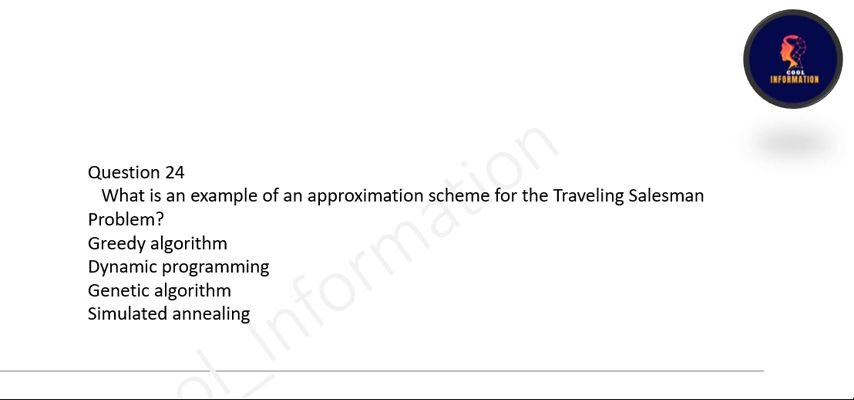 COOL
INFORMATION
Question 24
What is an example of an approximation scheme for the Traveling Salesman
Problem?
Greedy algorithm
Dynamic programming
Genetic algorithm
Simulated annealing
ol_Information